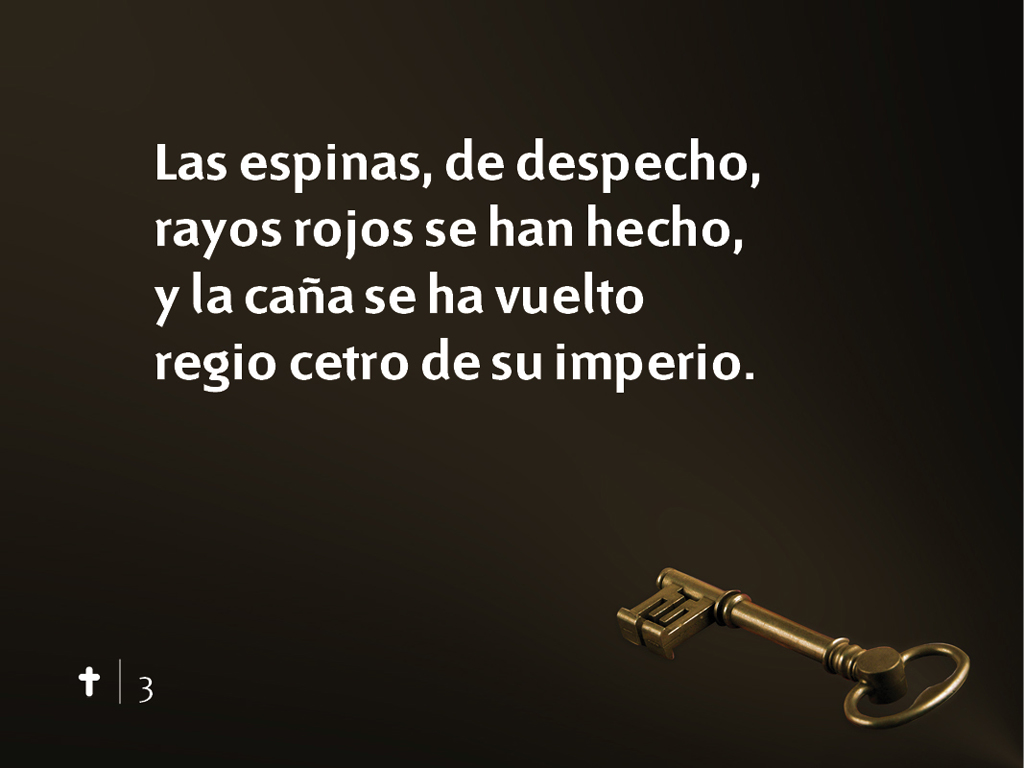 Las espinas, de despecho,
rayos rojos se han hecho,
y la caña se ha vuelto
regio cetro de su imperio.
3